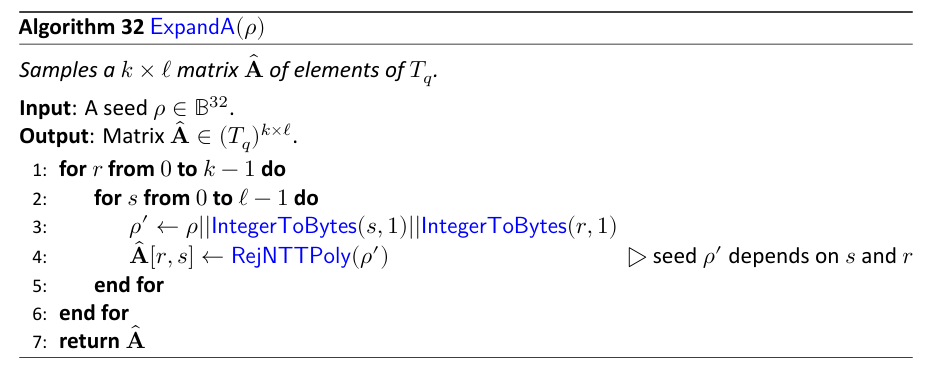 Algorithm 32 ExpandA(ρ)
Samples a k × ℓ matrix Â of elements of T_q.
Input: A seed ρ ∈ 𝔹^32.
Output: Matrix Â ∈ (T_q)^{k×ℓ}.
1: for r from 0 to k − 1 do
2: for s from 0 to ℓ − 1 do
3: ρ′ ← ρ||IntegerToBytes(s, 1)||IntegerToBytes(r, 1)
4: Â[r, s] ← RejNTTPoly(ρ′) ▷ seed ρ′ depends on s and r
5: end for
6: end for
7: return Â